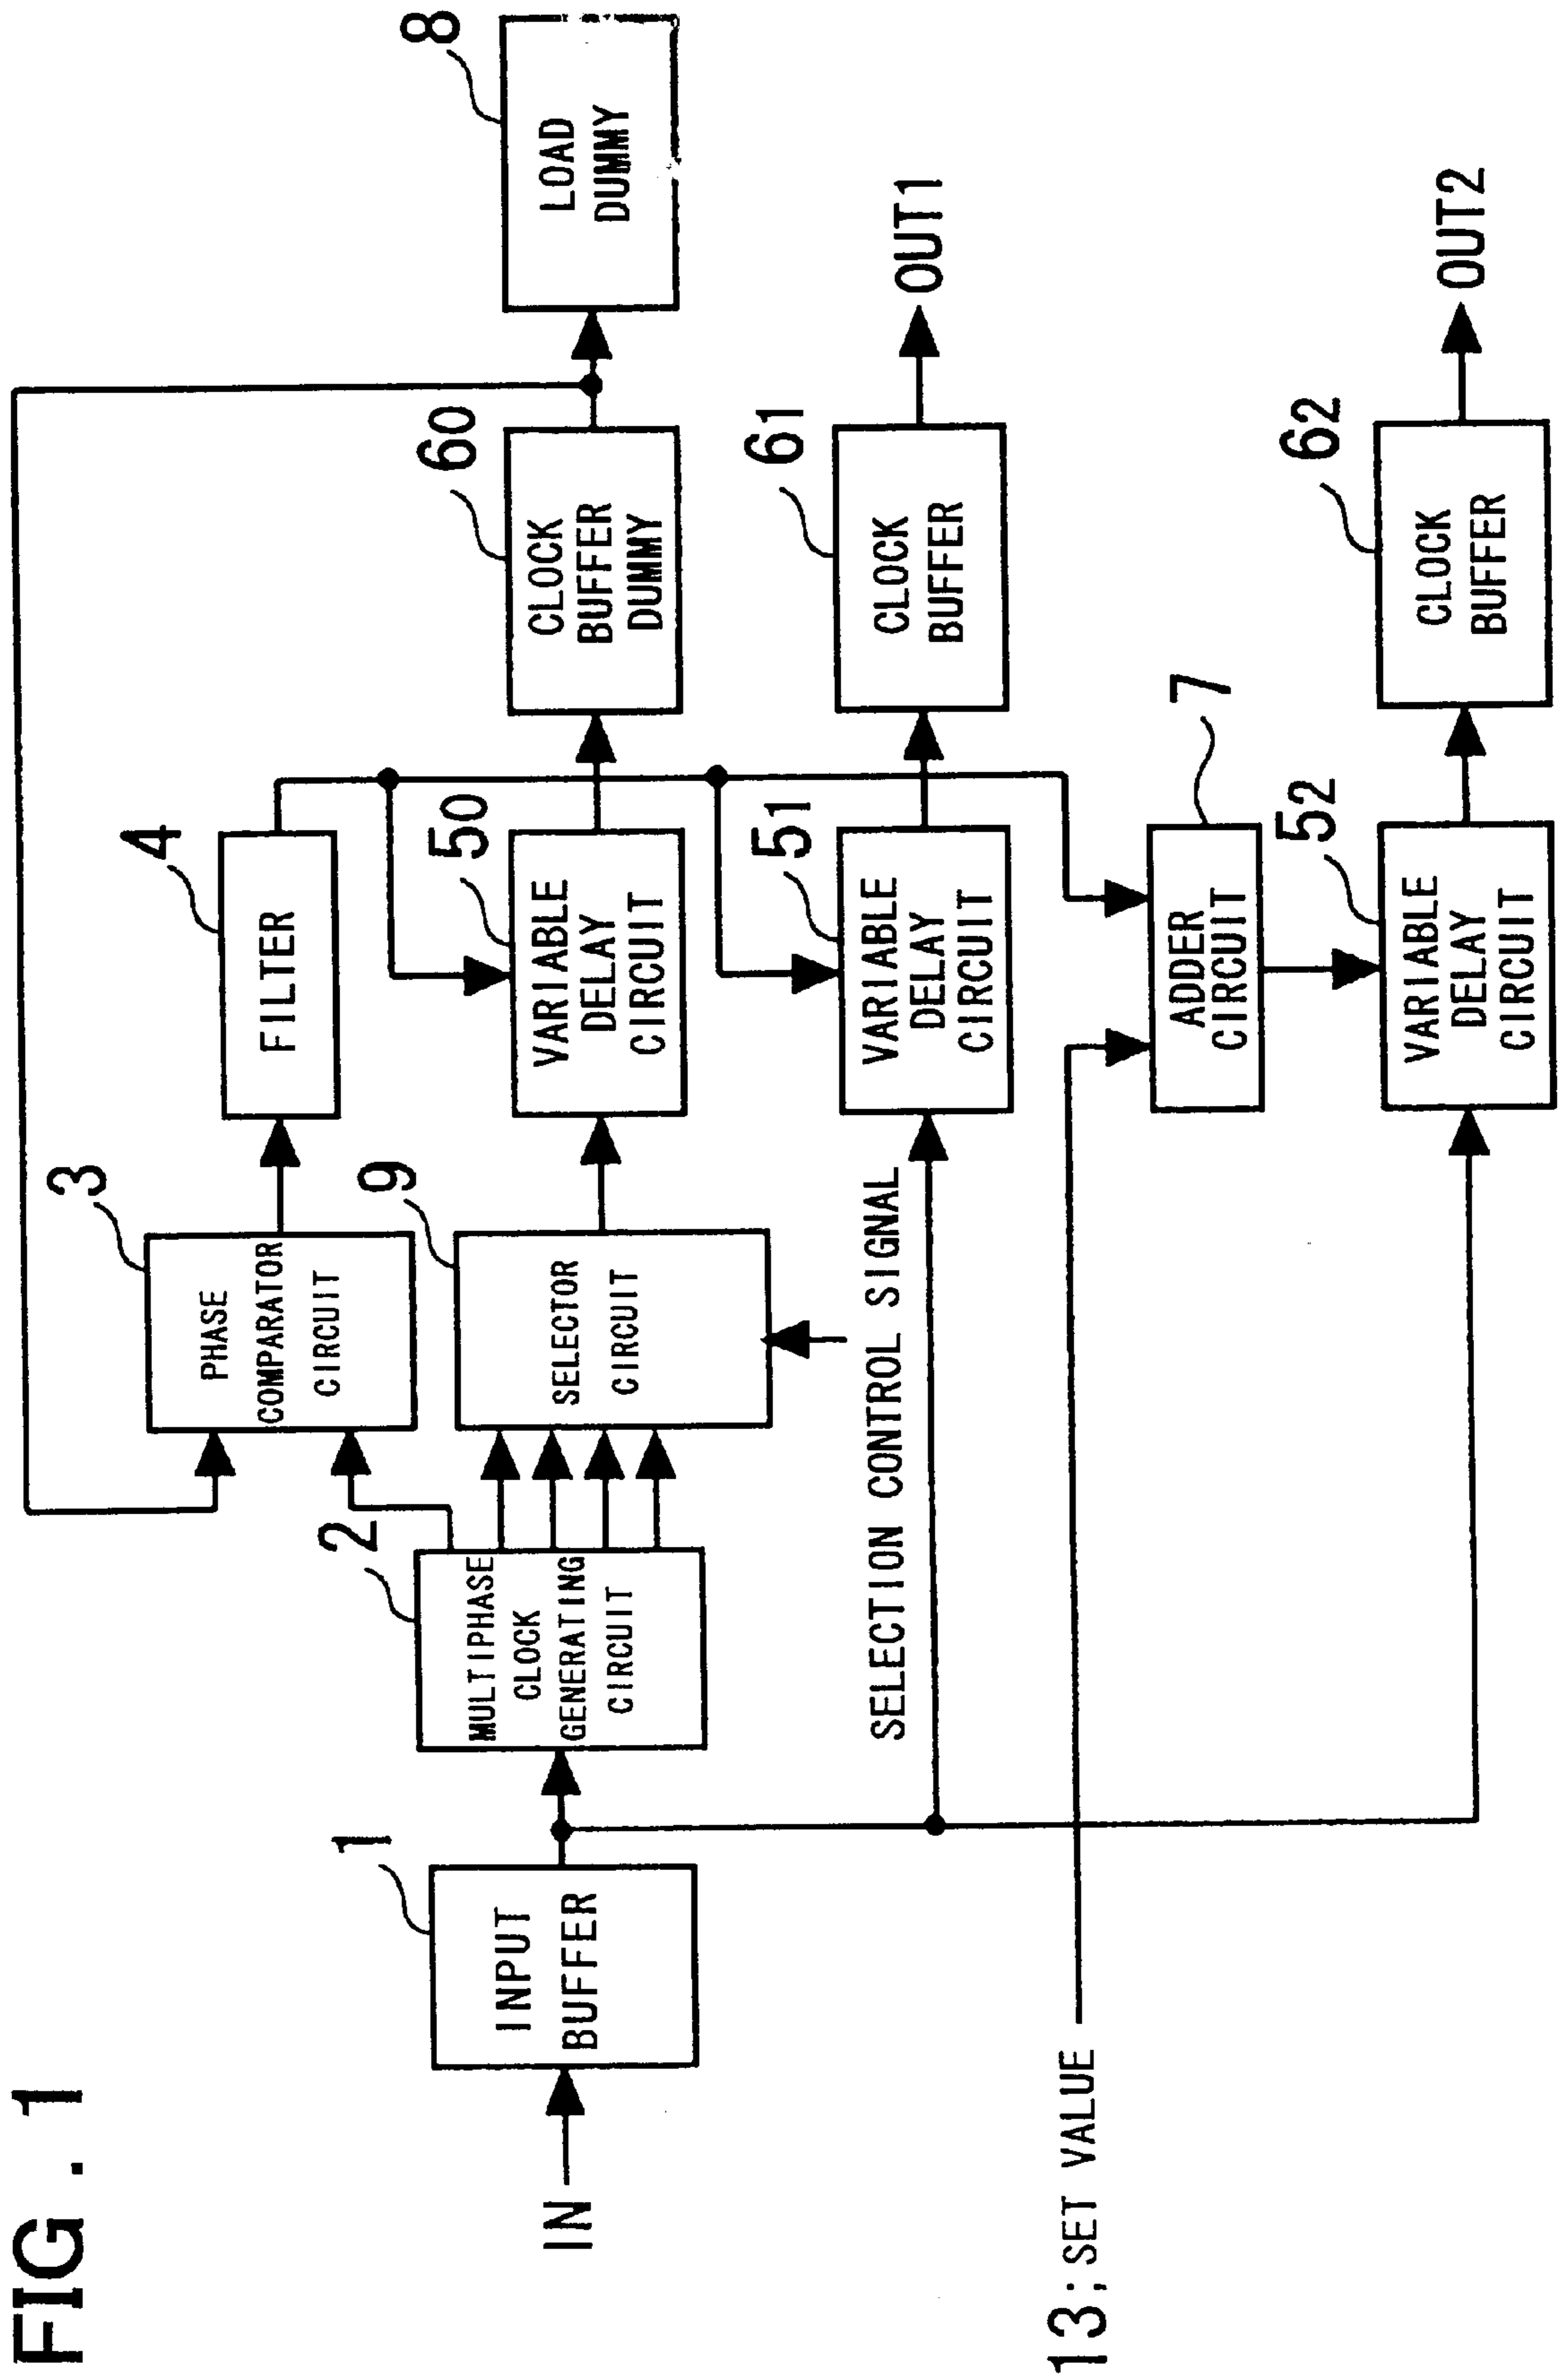 FIG. 1
IN
1
INPUT
BUFFER
2
MULTIPHASE
CLOCK
GENERATING
CIRCUIT
3
PHASE
COMPARATOR
CIRCUIT
4
FILTER
9
SELECTOR
CIRCUIT
SELECTION CONTROL SIGNAL
50
VARIABLE
DELAY
CIRCUIT
60
CLOCK
BUFFER
DUMMY
8
LOAD
DUMMY
51
VARIABLE
DELAY
CIRCUIT
61
CLOCK
BUFFER
OUT1
13;SET VALUE
7
ADDER
CIRCUIT
52
VARIABLE
DELAY
CIRCUIT
62
CLOCK
BUFFER
OUT2